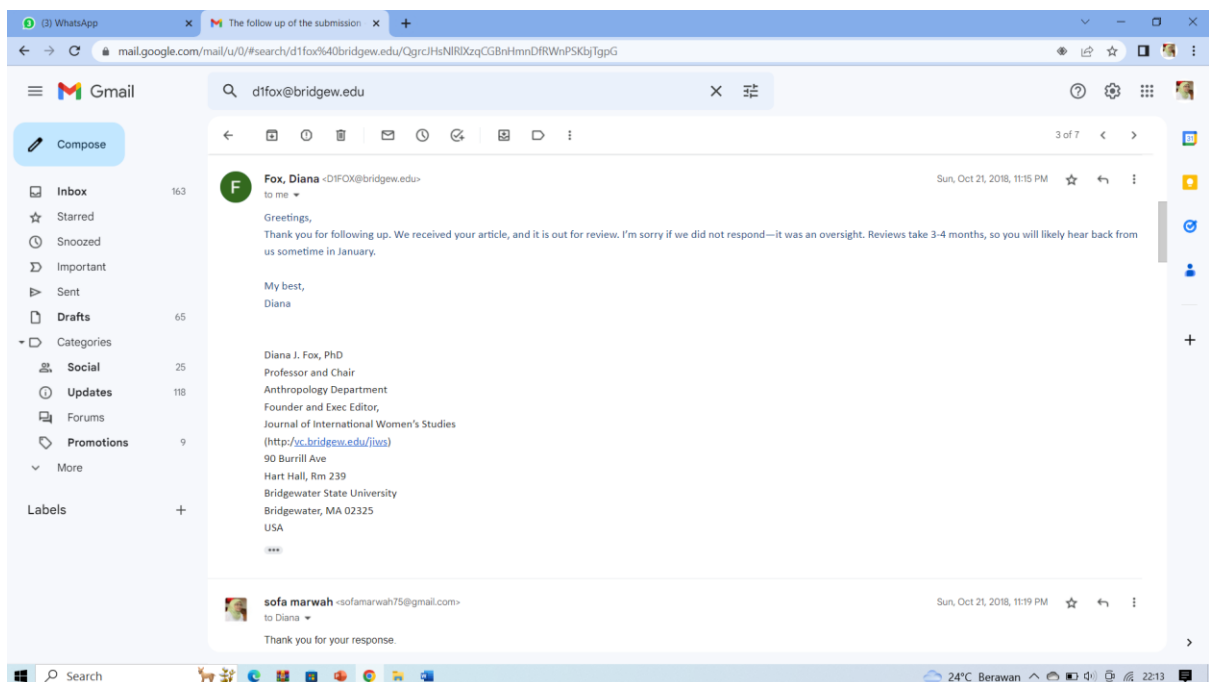 (3) WhatsApp
The follow up of the submission
mail.google.com/mail/u/0/#search/d1fox%40bridgew.edu/QgrcJHsNlRlXzqCGBnHmnDfRWnPSKbjTgpG
Gmail
d1fox@bridgew.edu
Compose
3 of 7
Inbox 163
Starred
Snoozed
Important
Sent
Drafts 65
Categories
Social 25
Updates 118
Forums
Promotions 9
More
Labels
Fox, Diana <D1FOX@bridgew.edu> Sun, Oct 21, 2018, 11:15 PM
to me
Greetings,
Thank you for following up. We received your article, and it is out for review. I'm sorry if we did not respond—it was an oversight. Reviews take 3-4 months, so you will likely hear back from
us sometime in January.
My best,
Diana
Diana J. Fox, PhD
Professor and Chair
Anthropology Department
Founder and Exec Editor,
Journal of International Women's Studies
(http:/vc.bridgew.edu/jiws)
90 Burrill Ave
Hart Hall, Rm 239
Bridgewater State University
Bridgewater, MA 02325
USA
sofa marwah <sofamarwah75@gmail.com> Sun, Oct 21, 2018, 11:19 PM
to Diana
Thank you for your response.
Search
24°C Berawan 22:13